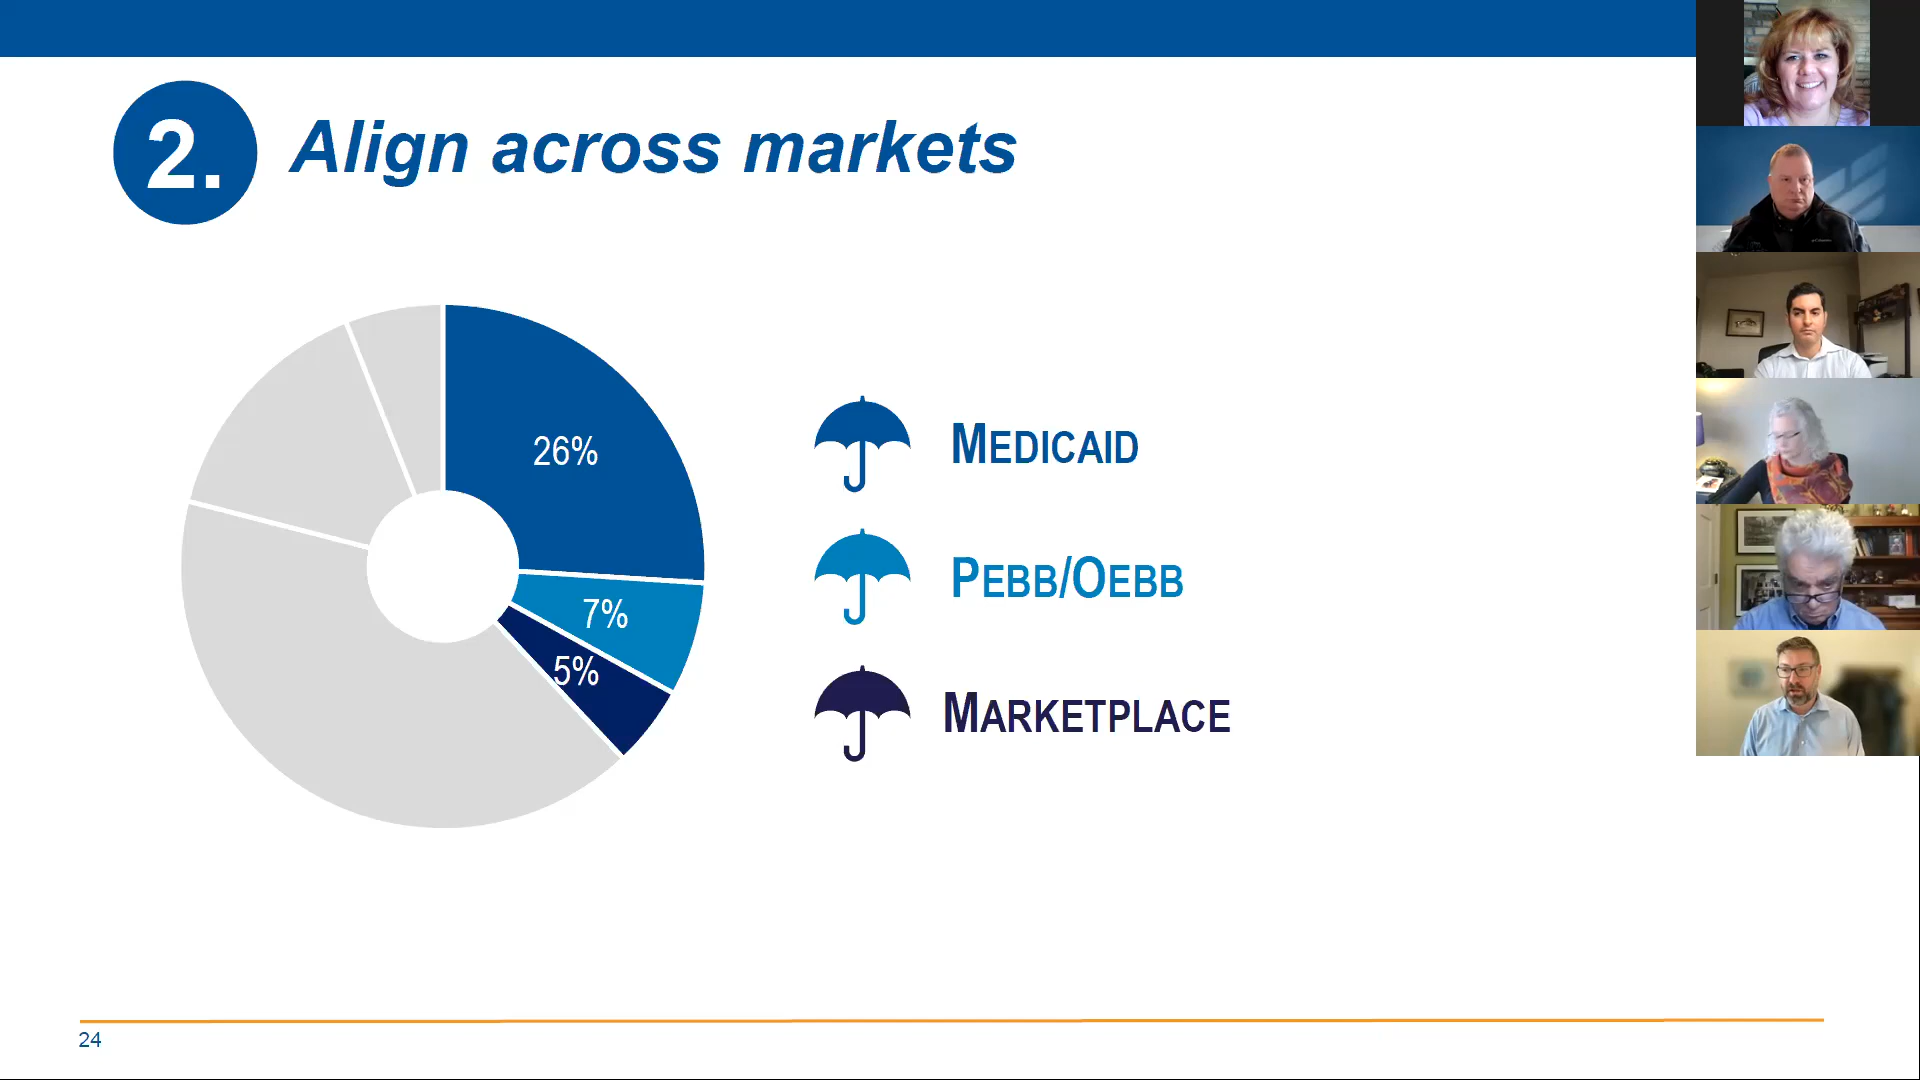 2. Align across markets
26%
7%
5%
MEDICAID
PEBB/OEBB
MARKETPLACE
24